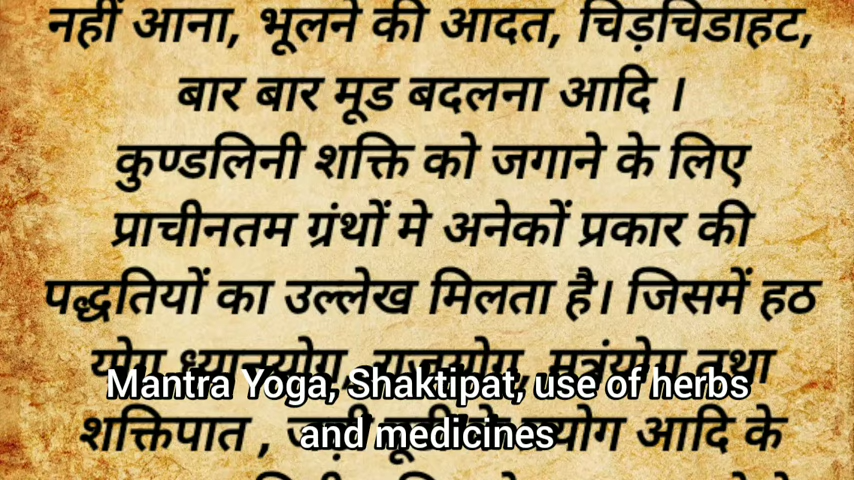 नहीं आना, भूलने की आदत, चिड़चिडाहट,
बार बार मूड बदलना आदि ।
कुण्डलिनी शक्ति को जगाने के लिए
प्राचीनतम ग्रंथों मे अनेकों प्रकार की
पद्धतियों का उल्लेख मिलता है। जिसमें हठ
तथा
Mantra Yoga, Shaktipat, use of herbs
शक्तिपात , आदि के
and medicines